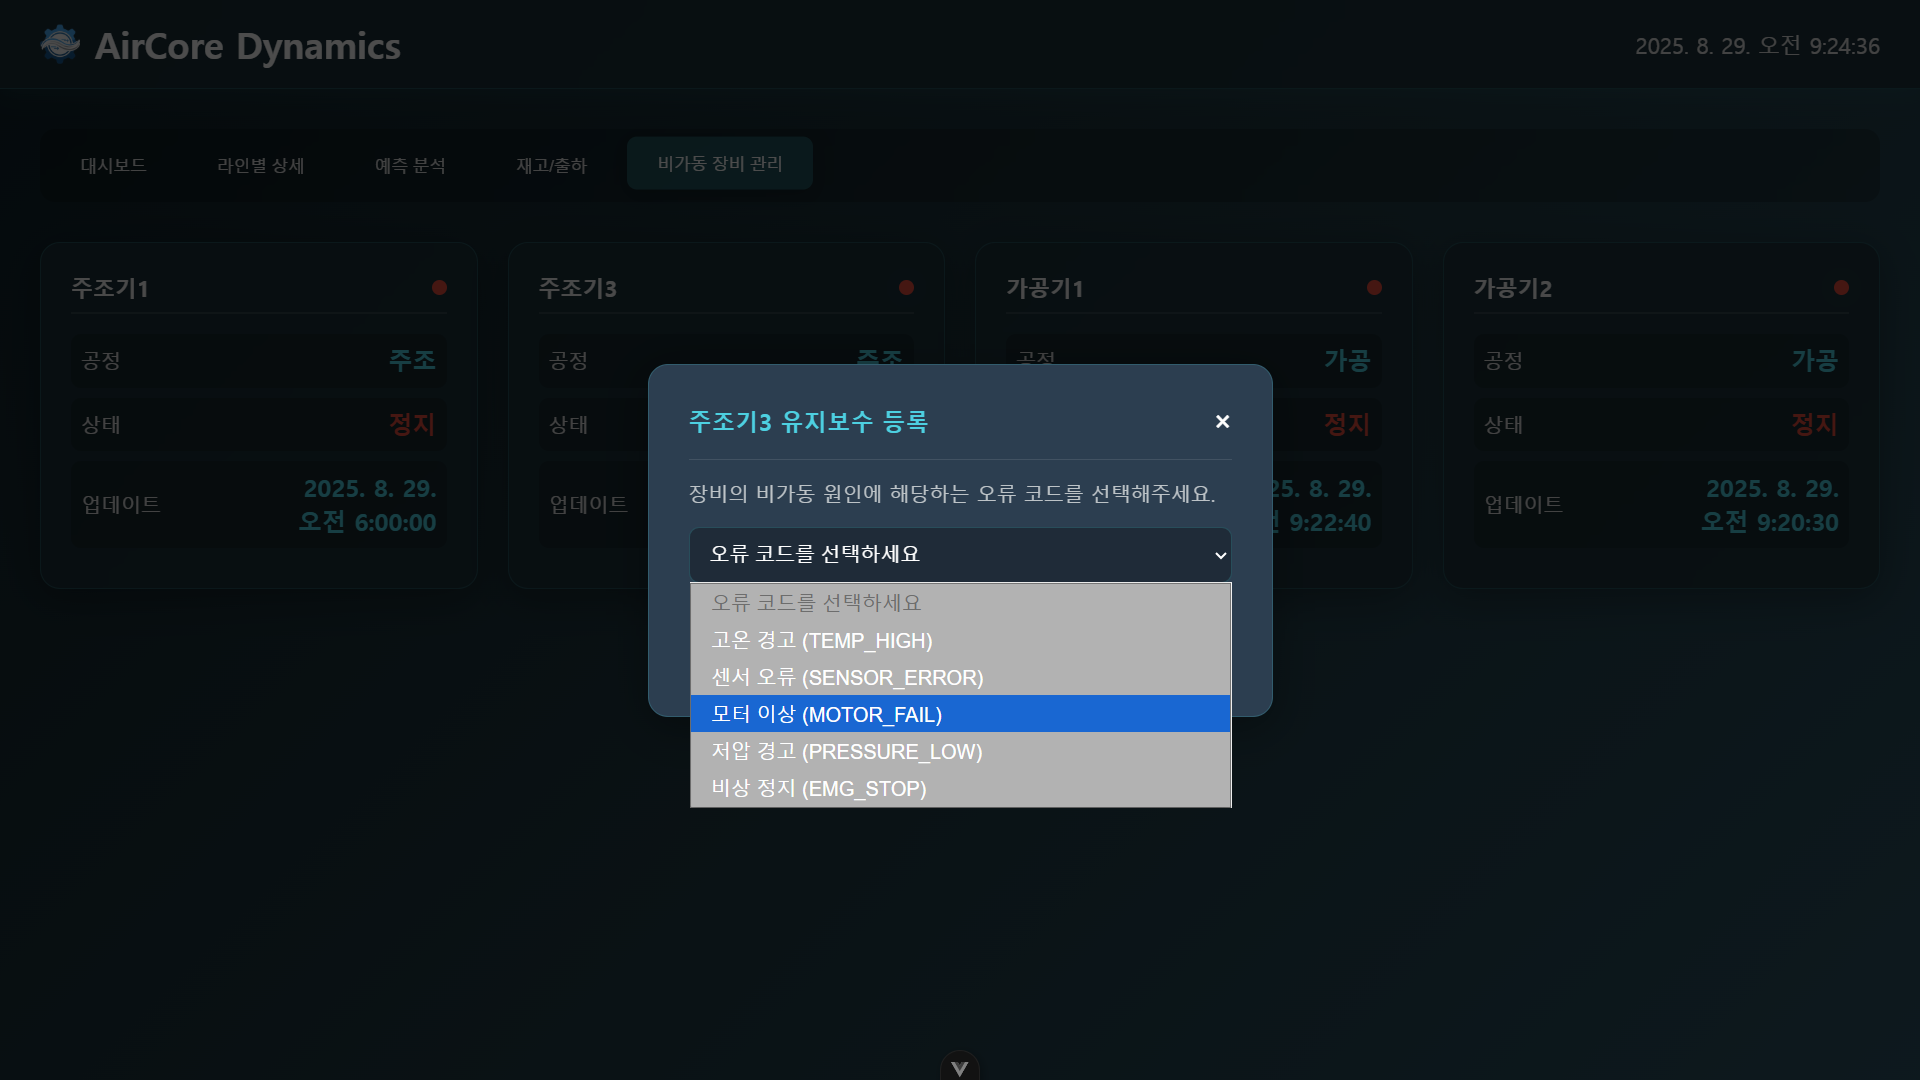 AirCore Dynamics
2025. 8. 29. 오전 9:24:36
대시보드
라인별 상세
예측 분석
재고/출하
비가동 장비 관리
주조기1
공정
주조
상태
정지
업데이트
2025. 8. 29.
오전 6:00:00
주조기3
공정
주조
상태
업데이트
가공기1
공정
가공
정지
25. 8. 29.
9:22:40
가공기2
공정
가공
상태
정지
업데이트
2025. 8. 29.
오전 9:20:30
주조기3 유지보수 등록
×
장비의 비가동 원인에 해당하는 오류 코드를 선택해주세요.
오류 코드를 선택하세요
오류 코드를 선택하세요
고온 경고 (TEMP_HIGH)
센서 오류 (SENSOR_ERROR)
모터 이상 (MOTOR_FAIL)
저압 경고 (PRESSURE_LOW)
비상 정지 (EMG_STOP)